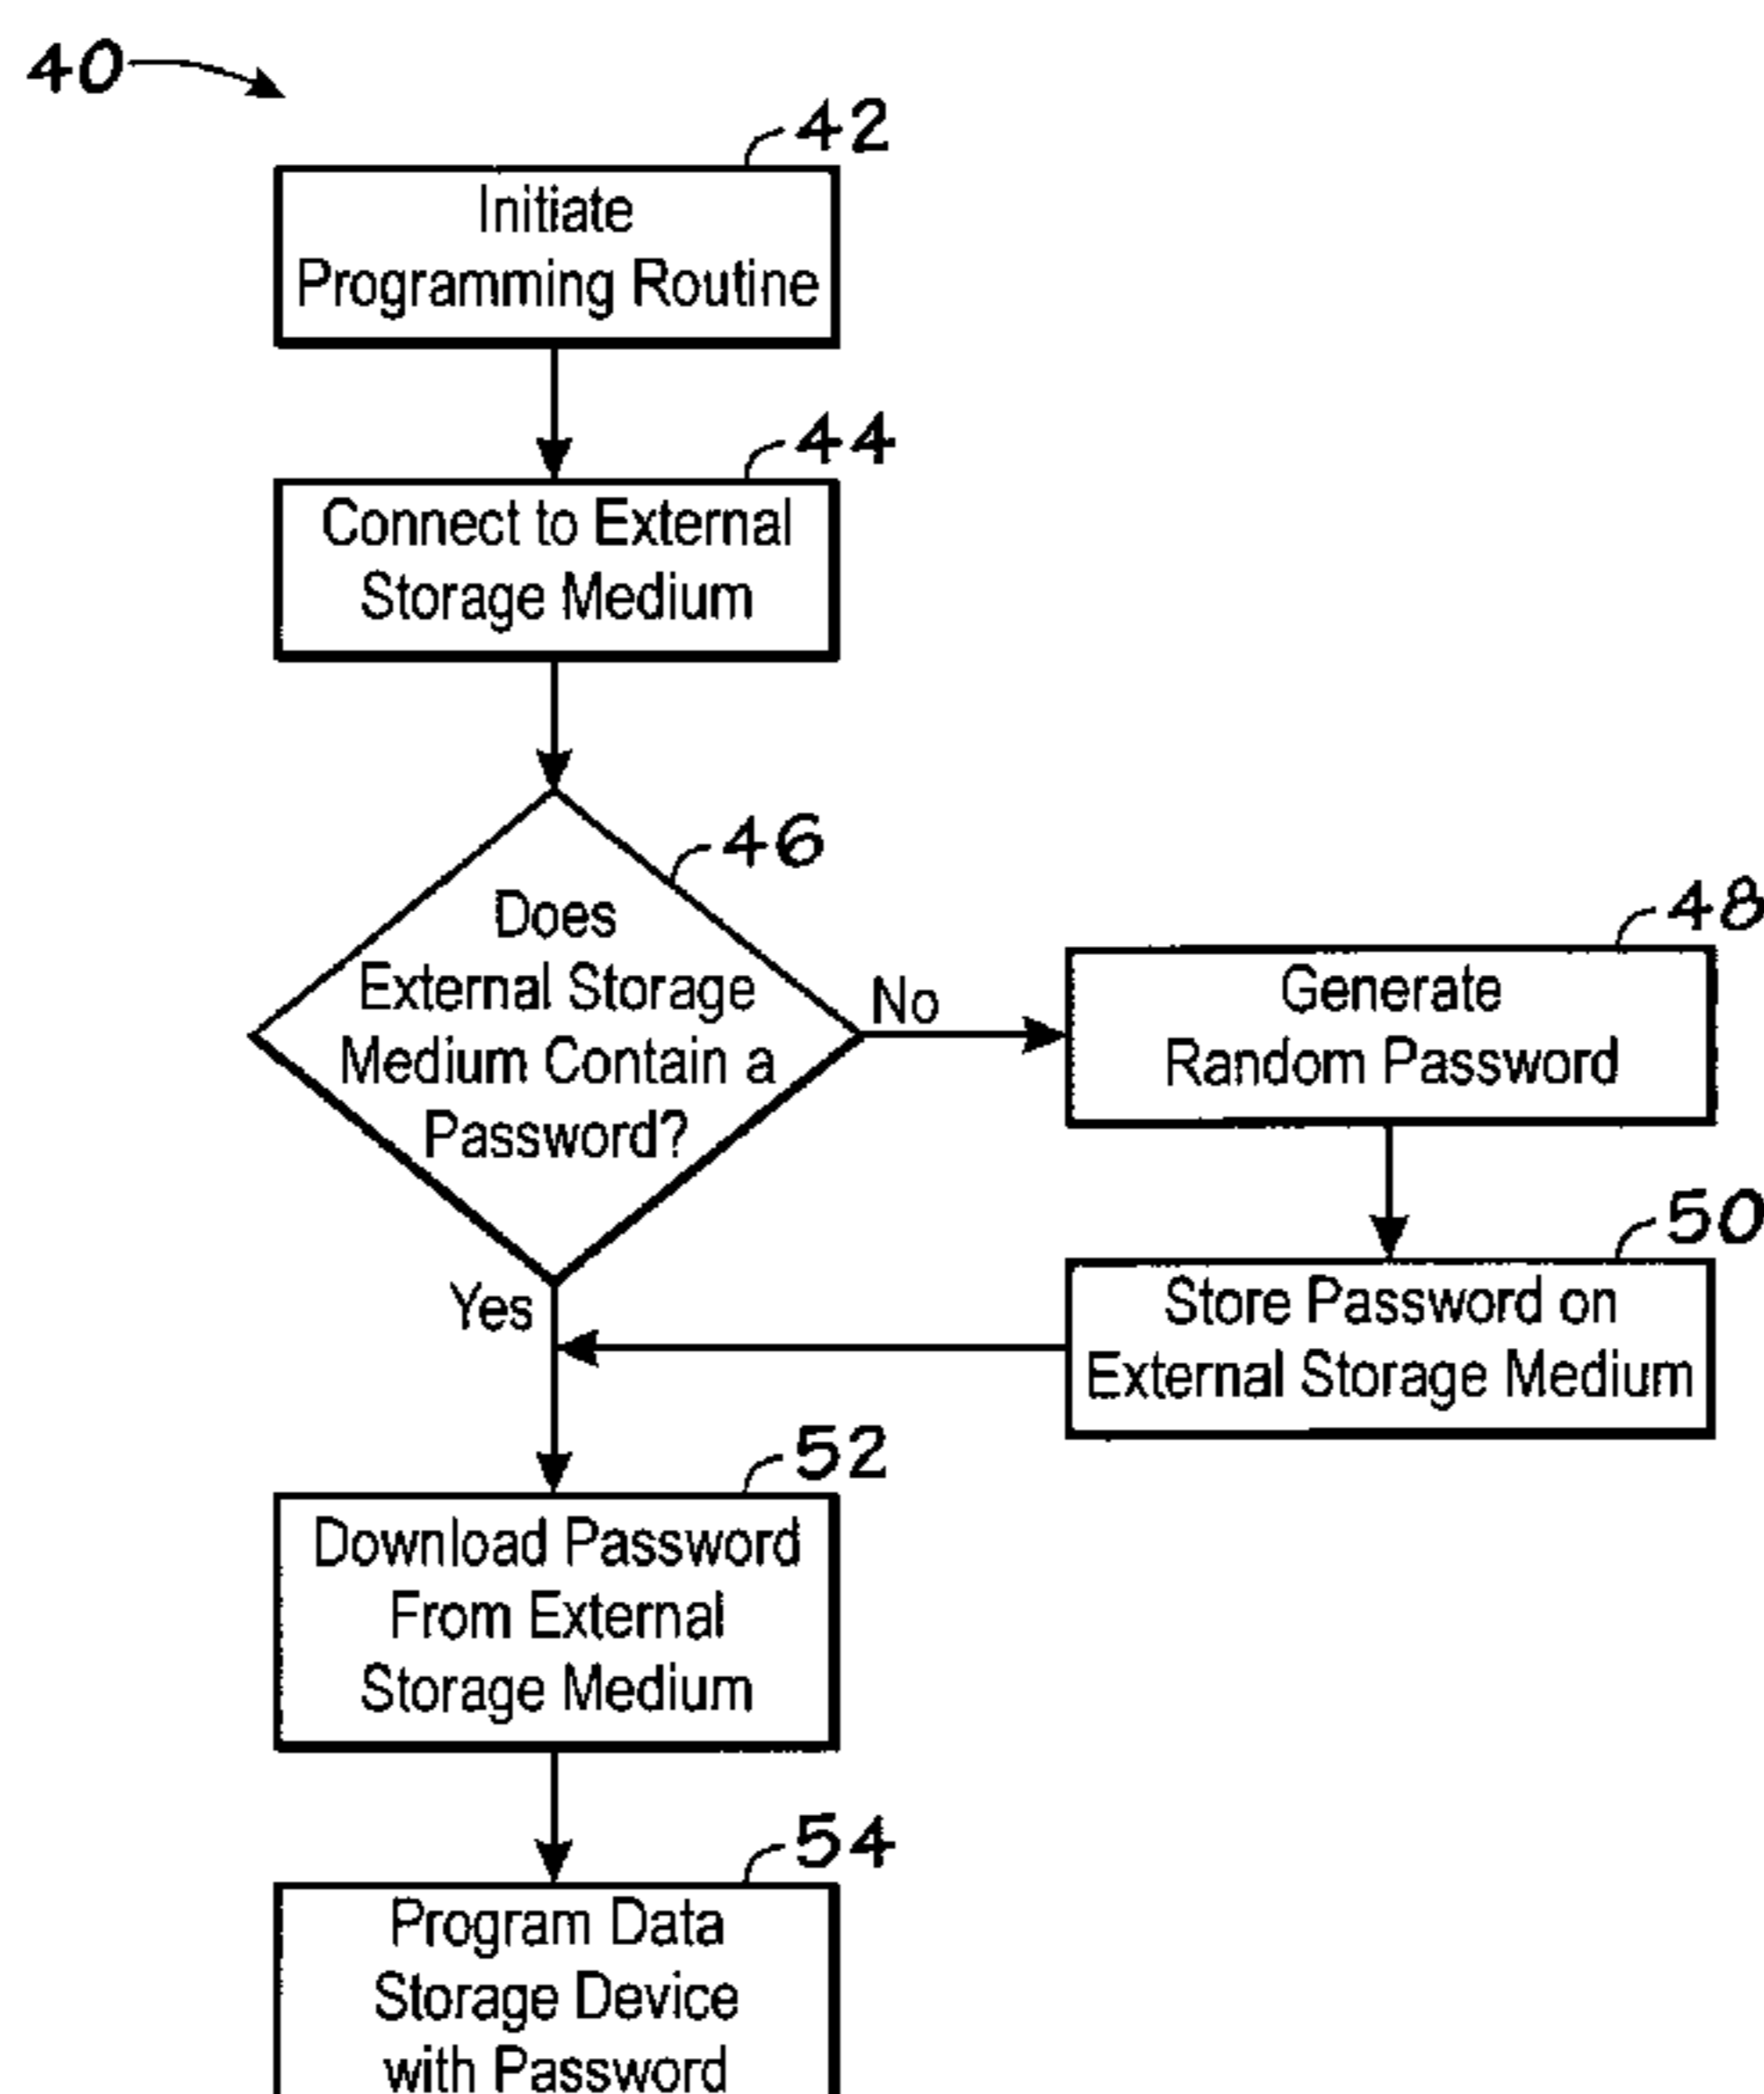 40
42
Initiate
Programming Routine
44
Connect to External
Storage Medium
46
Does
External Storage
Medium Contain a
Password?
No
48
Generate
Random Password
50
Store Password on
External Storage Medium
Yes
52
Download Password
From External
Storage Medium
54
Program Data
Storage Device
with Password